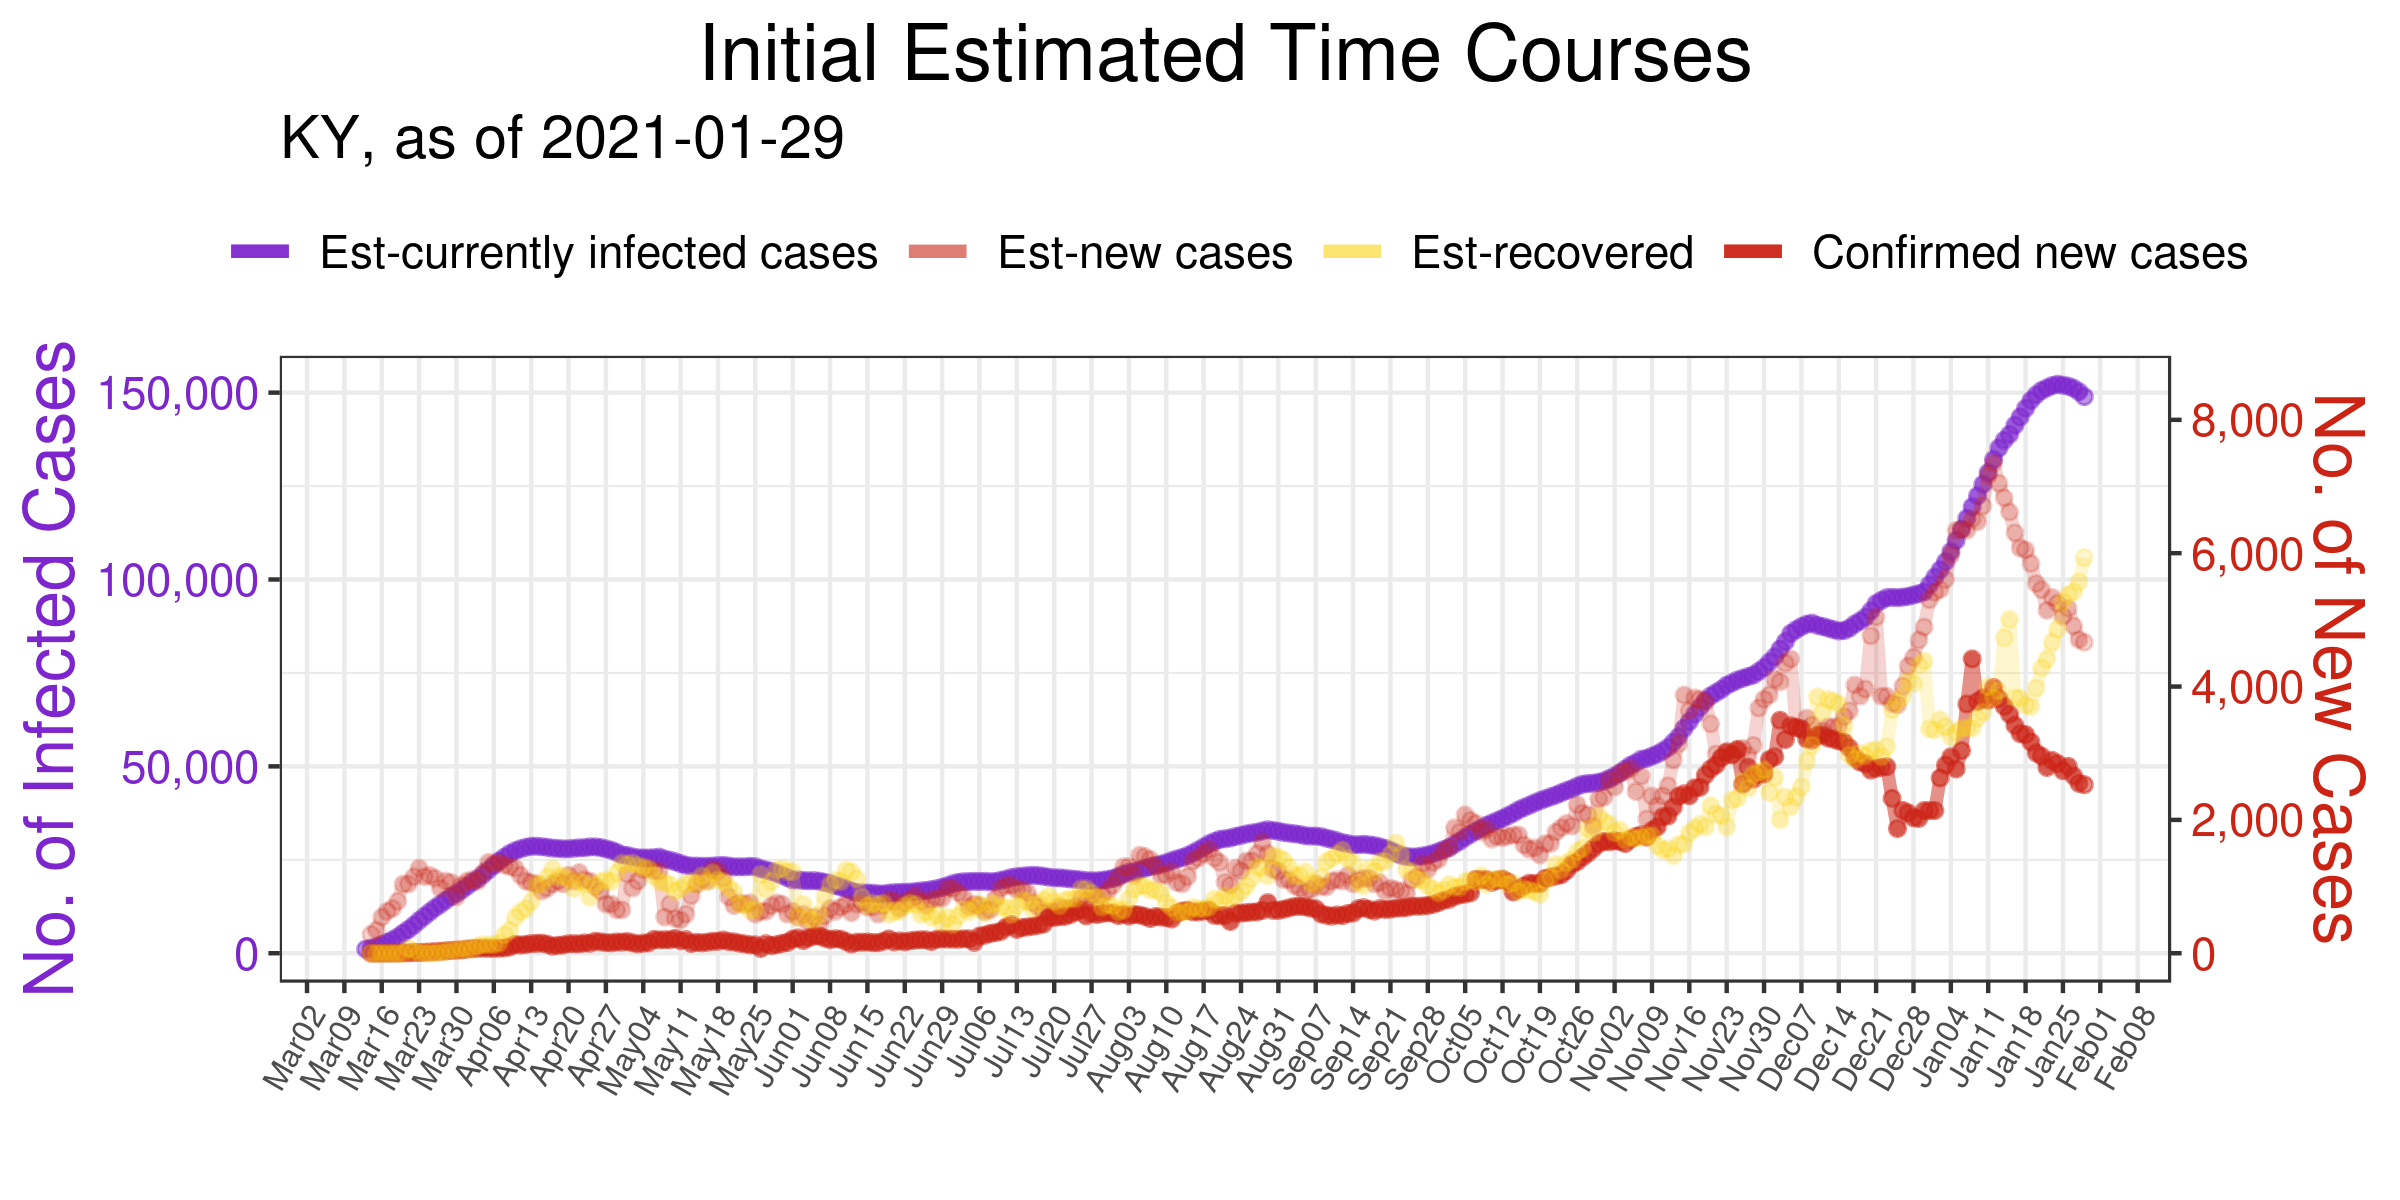 Initial Estimated Time Courses
KY, as of 2021-01-29
Est-currently infected cases
Est-new cases
Est-recovered
Confirmed new cases
No. of Infected Cases
150,000
100,000
50,000
0
8,000
6,000
4,000
2,000
0
No. of New Cases
Mar02
Mar09
Mar16
Mar23
Mar30
Apr06
Apr13
Apr20
Apr27
May04
May11
May18
May25
Jun01
Jun08
Jun15
Jun22
Jun29
Jul06
Jul13
Jul20
Jul27
Aug03
Aug10
Aug17
Aug24
Aug31
Sep07
Sep14
Sep21
Sep28
Oct05
Oct12
Oct19
Oct26
Nov02
Nov09
Nov16
Nov23
Nov30
Dec07
Dec14
Dec21
Dec28
Jan04
Jan11
Jan18
Jan25
Feb01
Feb08